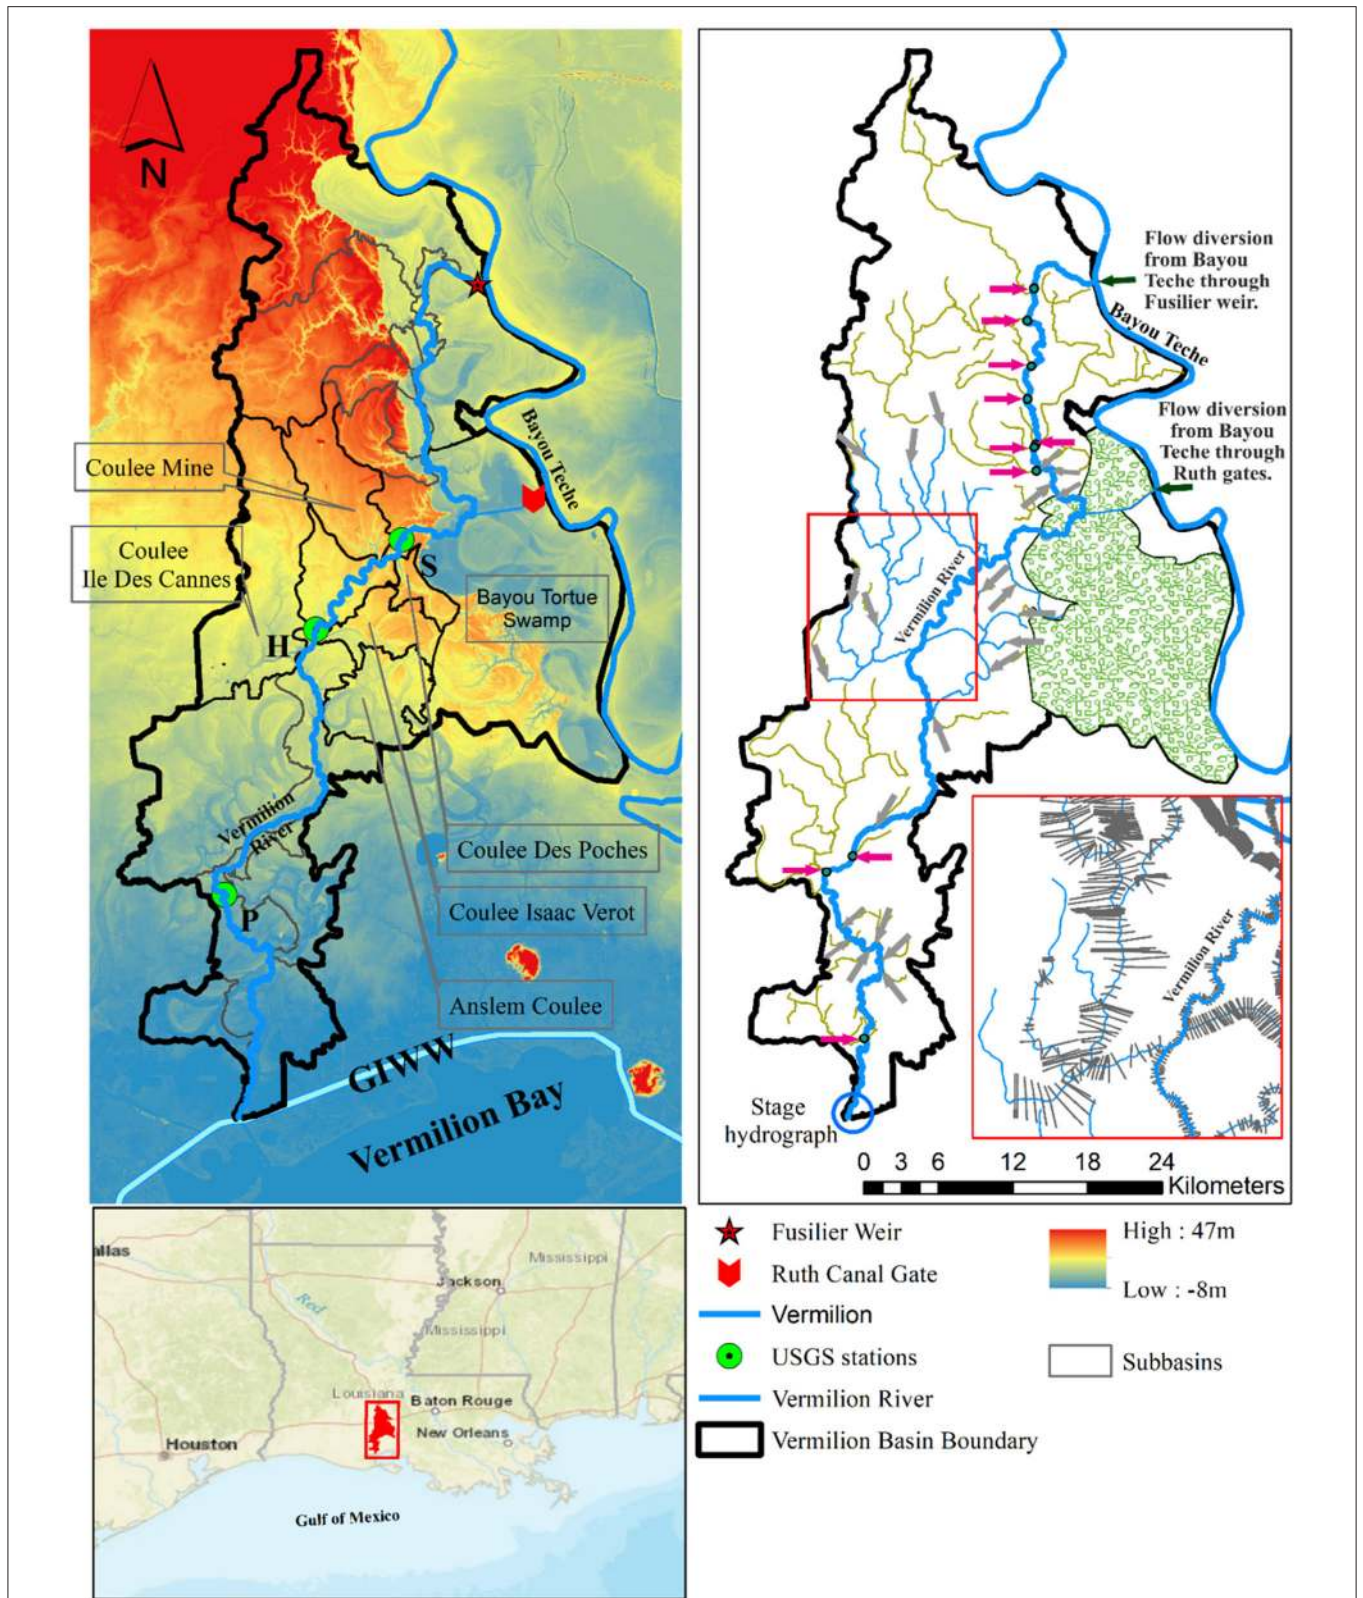 N
Coulee Mine
Coulee
Ile Des Cannes
Bayou Teche
S
Bayou Tortue
Swamp
H
Vermilion
River
Coulee Des Poches
P
Coulee Isaac Verot
Anslem Coulee
GIWW
Vermilion Bay
Flow diversion
from Bayou
Teche through
Fusilier weir.
Bayou Teche
Flow diversion
from Bayou
Teche through
Ruth gates.
Vermilion River
Vermilion River
Stage
hydrograph
0 3 6 12 18 24
Kilometers
allas
Mississippi
Jackson
Red
Mississippi
Louisiana
Baton Rouge
New Orleans
Houston
Gulf of Mexico
Fusilier Weir
Ruth Canal Gate
Vermilion
USGS stations
Vermilion River
Vermilion Basin Boundary
High : 47m
Low : -8m
Subbasins